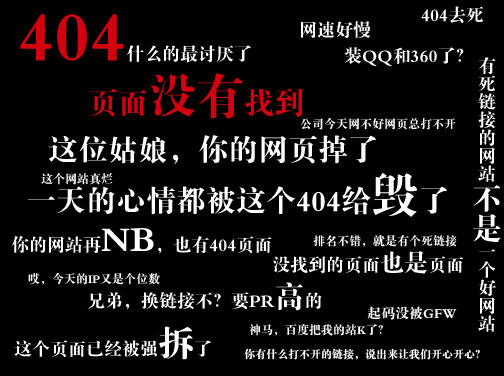 404去死
404什么的最讨厌了
网速好慢
装QQ和360了？
页面没有找到
公司今天网不好网页总打不开
这位姑娘，你的网页掉了
这个网站真烂
一天的心情都被这个404给毁了
有死链接的网站不是一个好网站
你的网站再NB，也有404页面
排名不错，就是有个死链接
没找到的页面也是页面
哎，今天的IP又是个位数
兄弟，换链接不？要PR高的
起码没被GFW
神马，百度把我的站K了？
这个页面已经被强拆了
你有什么打不开的链接，说出来让我们开心开心？